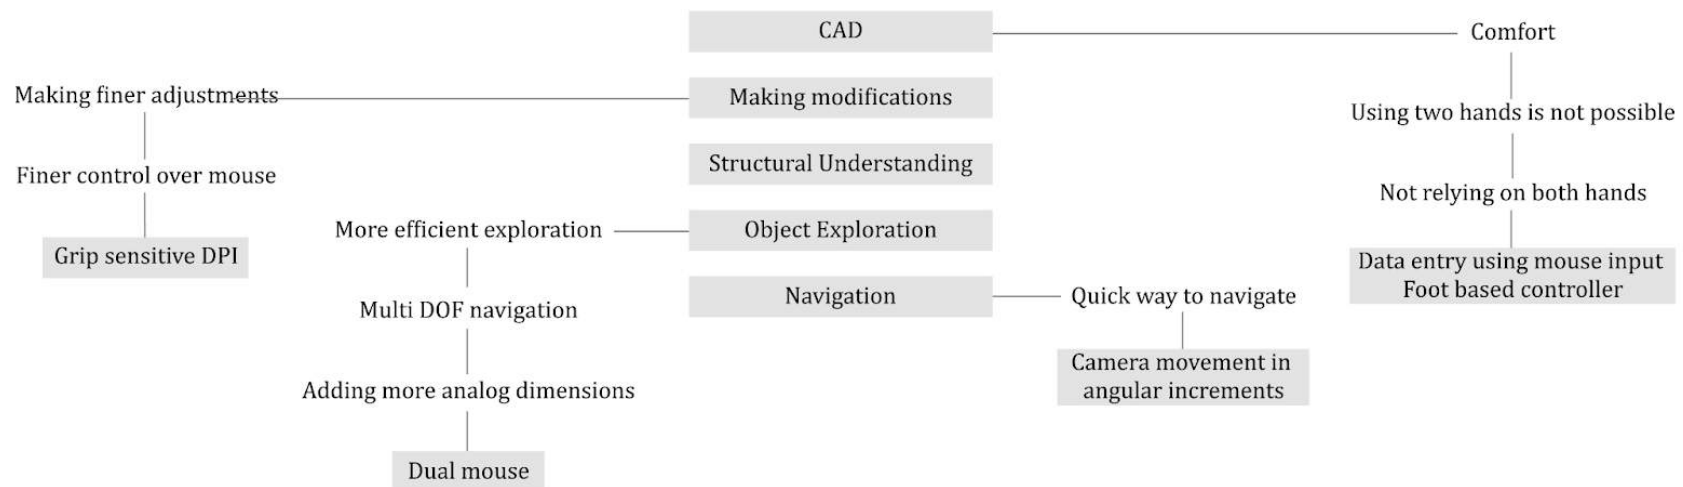 CAD
Comfort
Making finer adjustments
Making modifications
Using two hands is not possible
Structural Understanding
Finer control over mouse
Not relying on both hands
More efficient exploration
Object Exploration
Grip sensitive DPI
Data entry using mouse input
Foot based controller
Navigation
Quick way to navigate
Multi DOF navigation
Camera movement in
angular increments
Adding more analog dimensions
Dual mouse